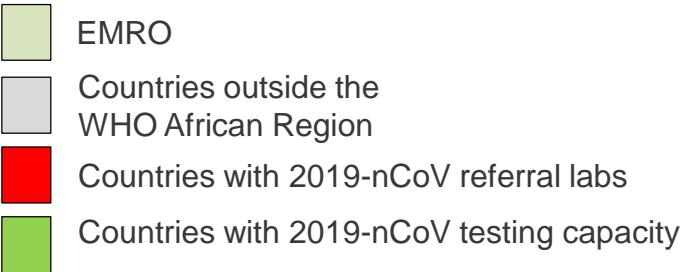 EMRO
Countries outside the
WHO African Region
Countries with 2019-nCoV referral labs
Countries with 2019-nCoV testing capacity